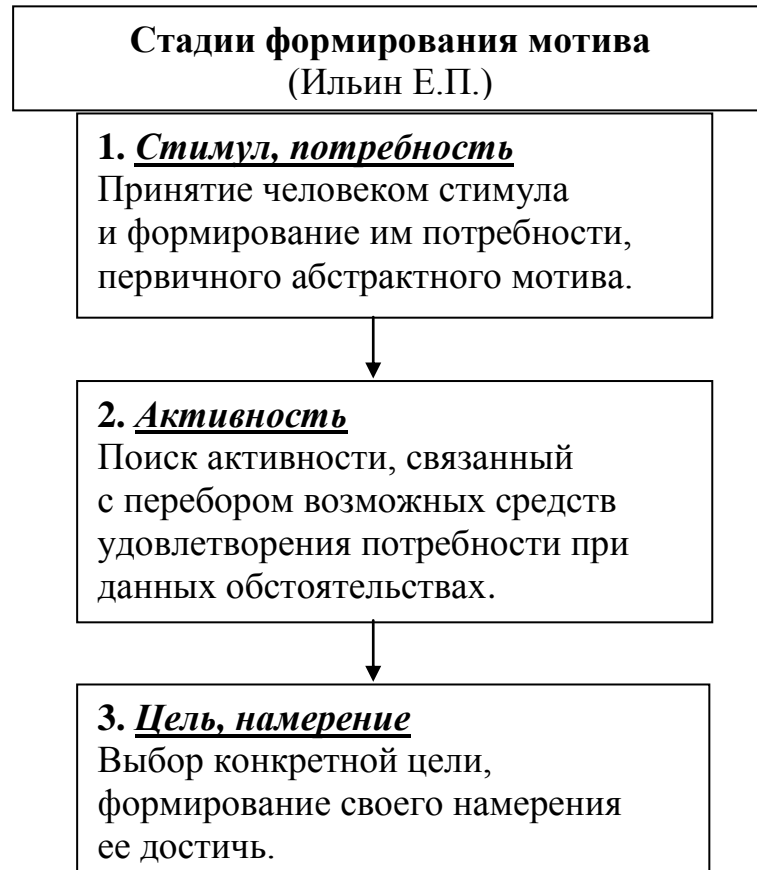 Стадии формирования мотива
(Ильин Е.П.)
1. Стимул, потребность
Принятие человеком стимула
и формирование им потребности,
первичного абстрактного мотива.
2. Активность
Поиск активности, связанный
с перебором возможных средств
удовлетворения потребности при
данных обстоятельствах.
3. Цель, намерение
Выбор конкретной цели,
формирование своего намерения
ее достичь.